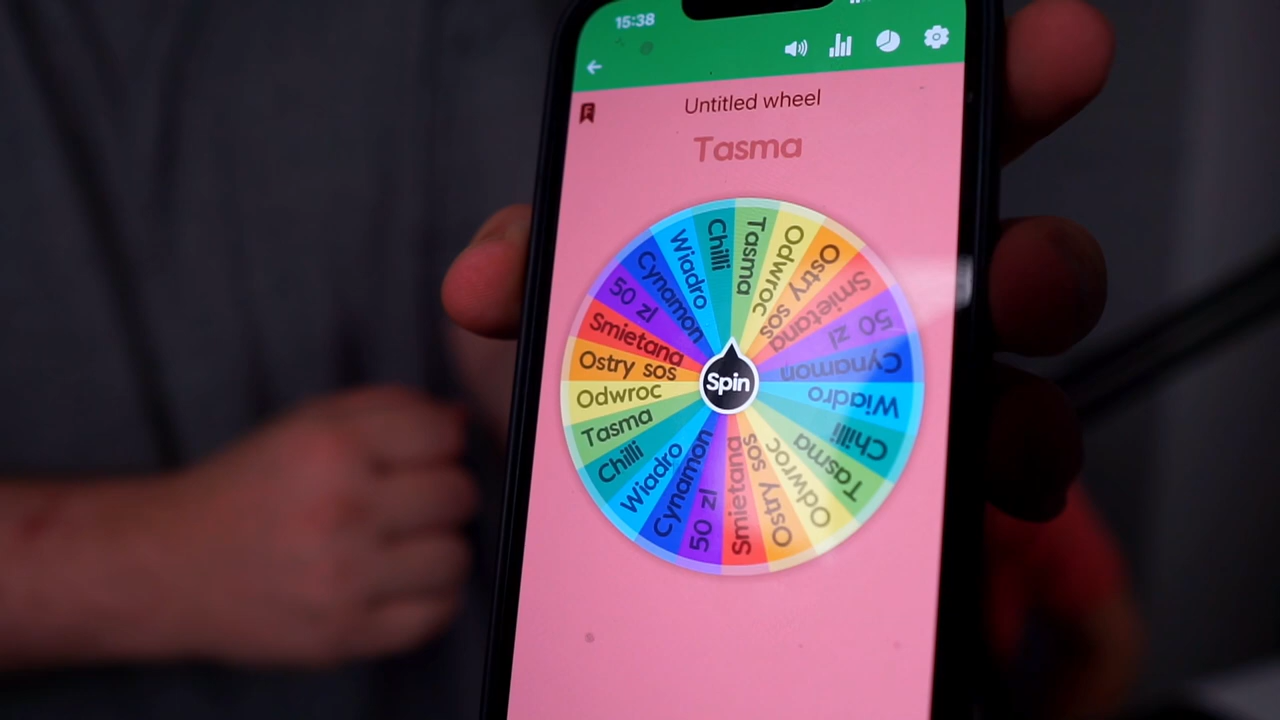 15:38
Untitled wheel
Tasma
Tasma
Odwroc
Ostry sos
Smietana
50 zl
Cynamon
Wiadro
Chilli
Tasma
Odwroc
Ostry sos
Smietana
50 zl
Cynamon
Wiadro
Chilli
Tasma
Odwroc
Ostry sos
Smietana
50 zl
Cynamon
Wiadro
Chilli
Spin